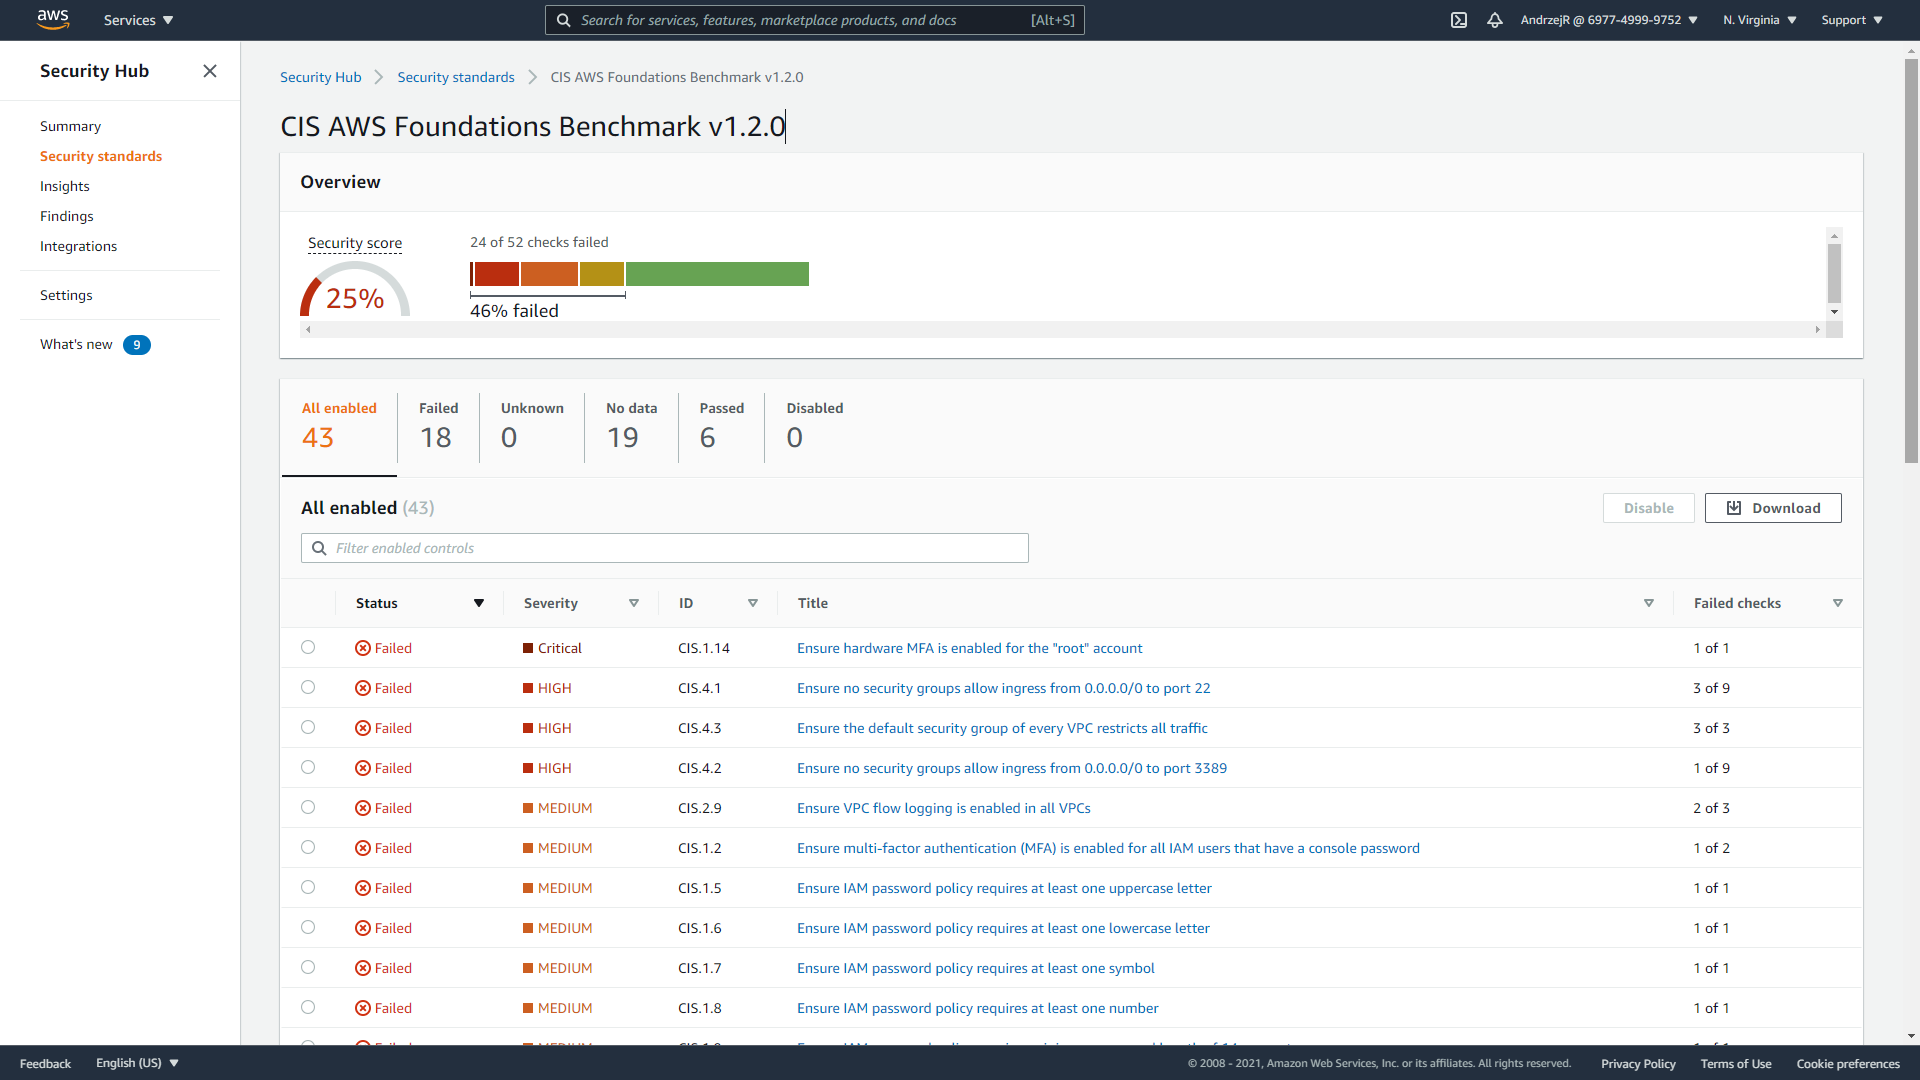 aws Services Search for services, features, marketplace products, and docs [Alt+S] AndrzejR @ 6977-4999-9752 N. Virginia Support
Security Hub
Summary
Security standards
Insights
Findings
Integrations
Settings
What's new 9
Security Hub Security standards CIS AWS Foundations Benchmark v1.2.0
CIS AWS Foundations Benchmark v1.2.0
Overview
Security score
25%
24 of 52 checks failed
46% failed
All enabled Failed Unknown No data Passed Disabled
43 18 0 19 6 0
All enabled (43) Disable Download
Filter enabled controls
Status Severity ID Title Failed checks
Failed Critical CIS.1.14 Ensure hardware MFA is enabled for the "root" account 1 of 1
Failed HIGH CIS.4.1 Ensure no security groups allow ingress from 0.0.0.0/0 to port 22 3 of 9
Failed HIGH CIS.4.3 Ensure the default security group of every VPC restricts all traffic 3 of 3
Failed HIGH CIS.4.2 Ensure no security groups allow ingress from 0.0.0.0/0 to port 3389 1 of 9
Failed MEDIUM CIS.2.9 Ensure VPC flow logging is enabled in all VPCs 2 of 3
Failed MEDIUM CIS.1.2 Ensure multi-factor authentication (MFA) is enabled for all IAM users that have a console password 1 of 2
Failed MEDIUM CIS.1.5 Ensure IAM password policy requires at least one uppercase letter 1 of 1
Failed MEDIUM CIS.1.6 Ensure IAM password policy requires at least one lowercase letter 1 of 1
Failed MEDIUM CIS.1.7 Ensure IAM password policy requires at least one symbol 1 of 1
Failed MEDIUM CIS.1.8 Ensure IAM password policy requires at least one number 1 of 1
Feedback English (US) © 2008 - 2021, Amazon Web Services, Inc. or its affiliates. All rights reserved. Privacy Policy Terms of Use Cookie preferences